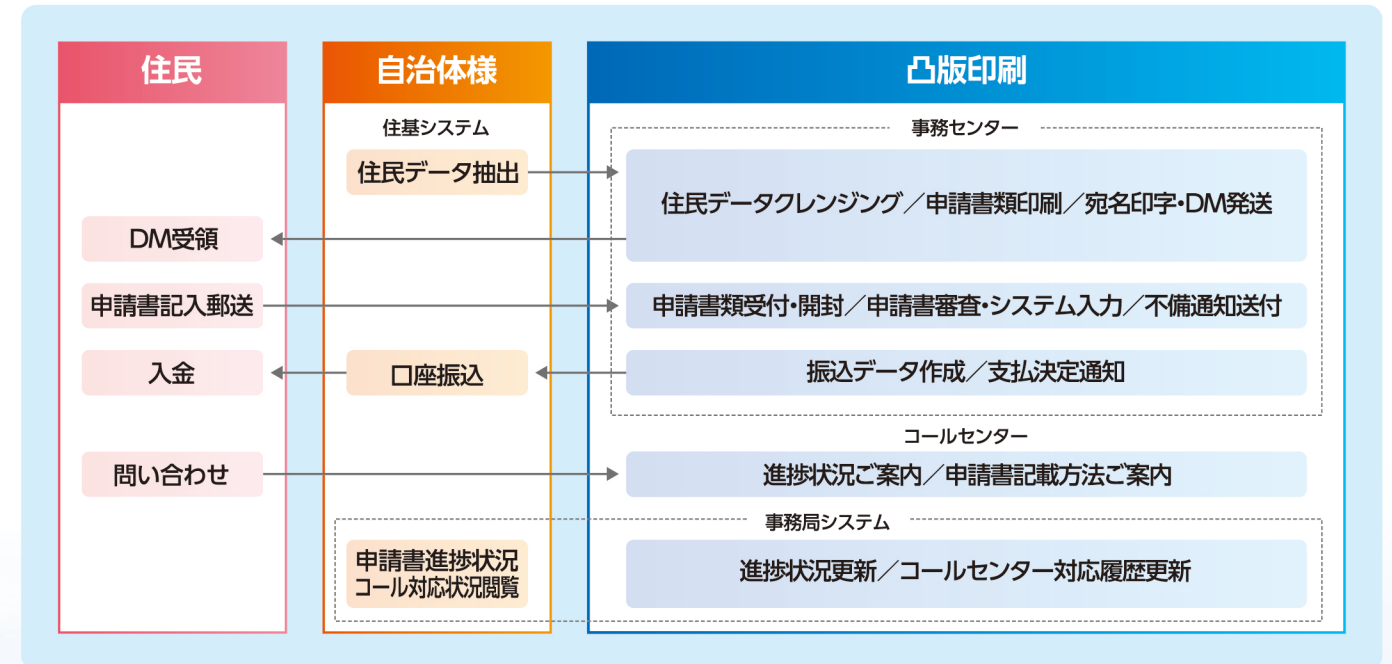 住民
自治体様
凸版印刷
住基システム
事務センター
住民データ抽出
住民データクレンジング／申請書類印刷／宛名印字・DM発送
DM受領
申請書記入郵送
申請書類受付・開封／申請書審査・システム入力／不備通知送付
入金
口座振込
振込データ作成／支払決定通知
コールセンター
問い合わせ
進捗状況ご案内／申請書記載方法ご案内
事務局システム
申請書進捗状況
コール対応状況閲覧
進捗状況更新／コールセンター対応履歴更新